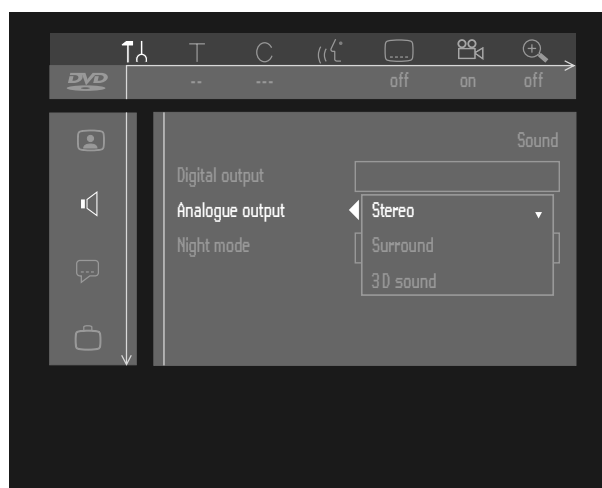 T C
DVD -- --- off on off
Sound
Digital output
Analogue output Stereo
Night mode Surround
3D sound